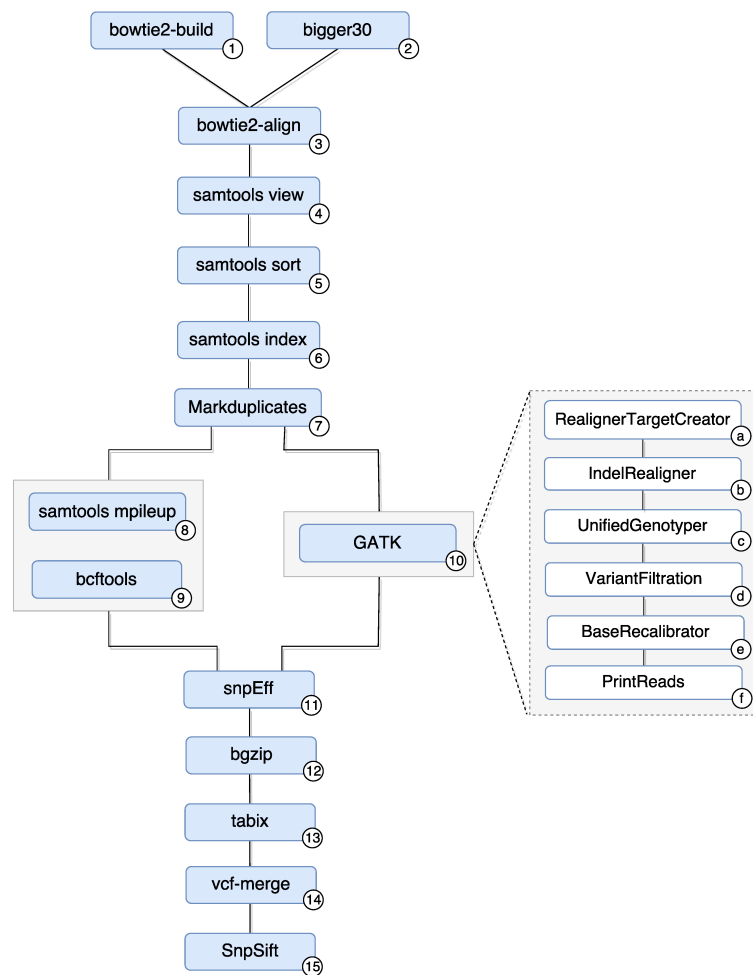 bowtie2-build
1
bigger30
2
bowtie2-align
3
samtools view
4
samtools sort
5
samtools index
6
Markduplicates
7
samtools mpileup
8
bcftools
9
GATK
10
RealignerTargetCreator
a
IndelRealigner
b
UnifiedGenotyper
c
VariantFiltration
d
BaseRecalibrator
e
PrintReads
f
snpEff
11
bgzip
12
tabix
13
vcf-merge
14
SnpSift
15